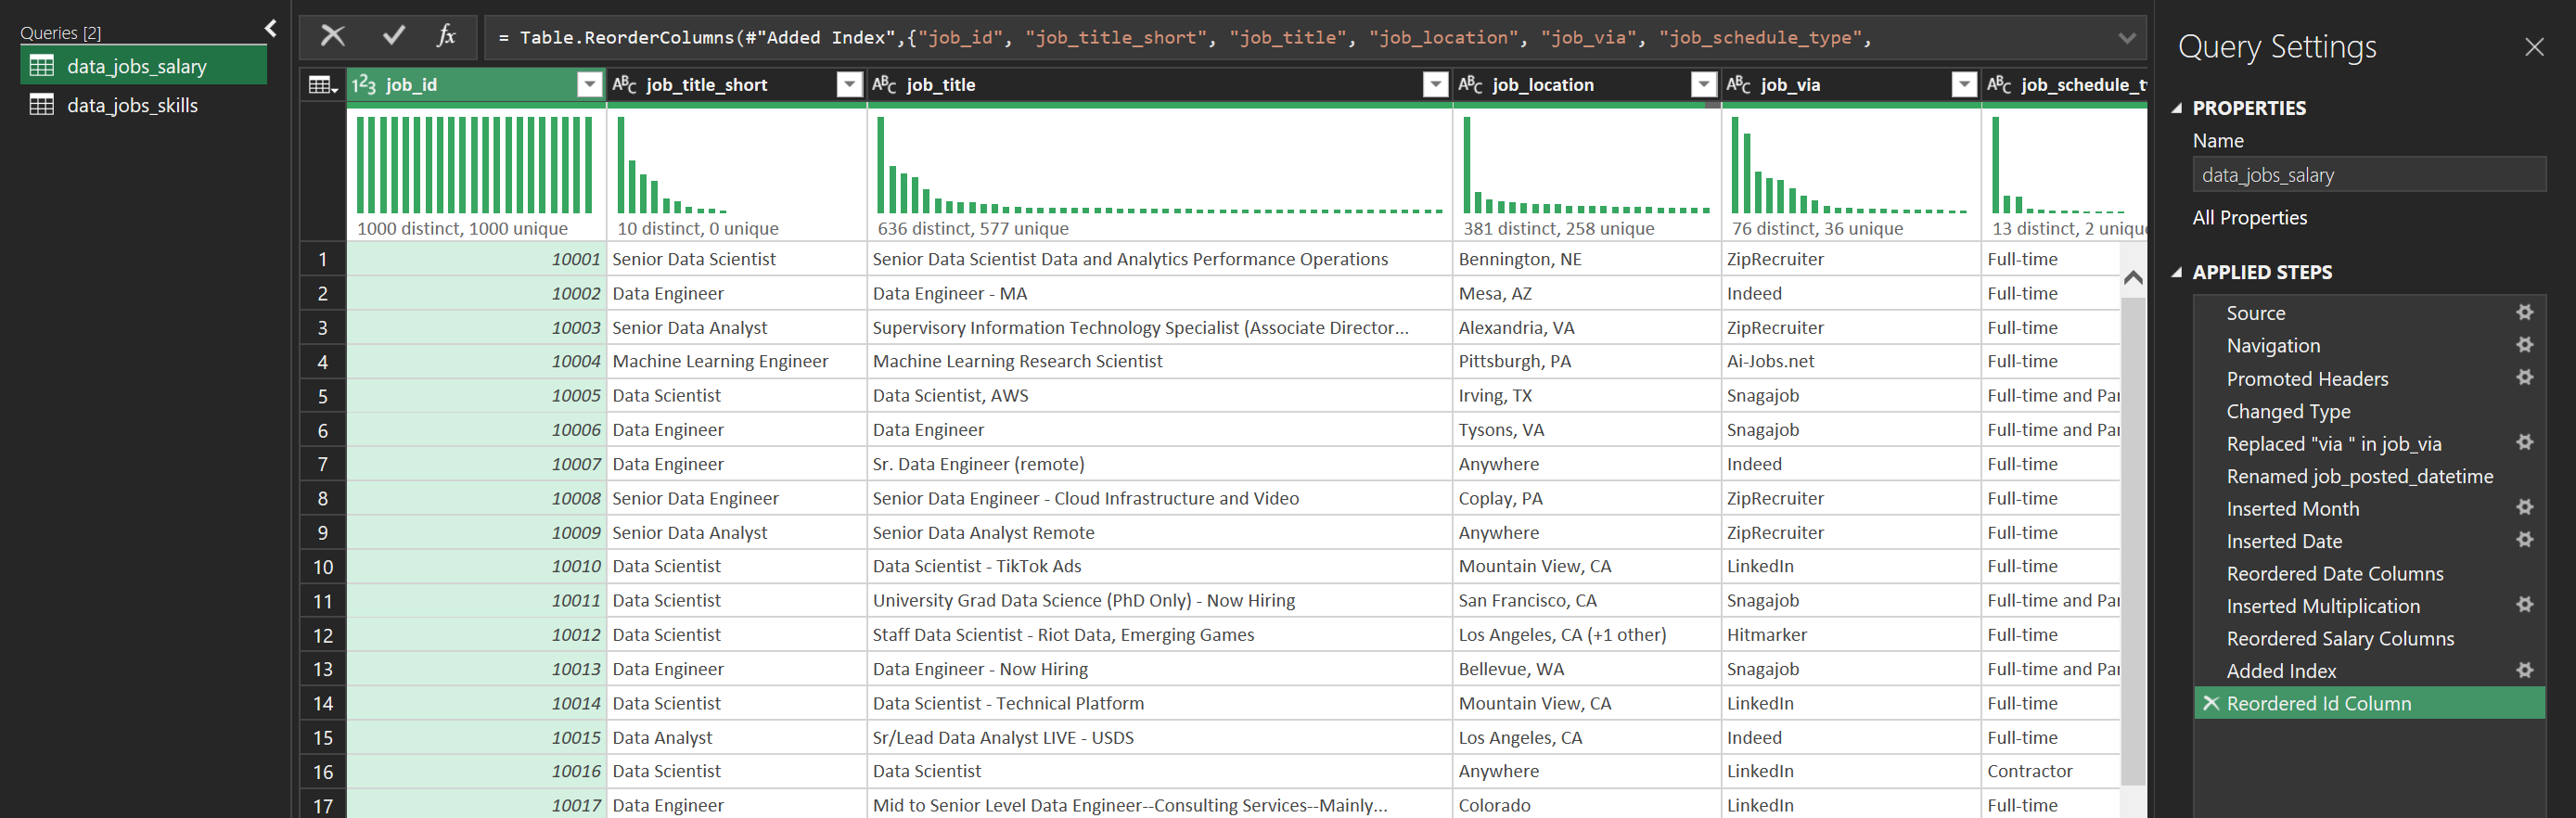 Queries [2]
data_jobs_salary
data_jobs_skills
fx
= Table.ReorderColumns(#"Added Index",{"job_id", "job_title_short", "job_title", "job_location", "job_via", "job_schedule_type",
123 job_id
ABC job_title_short
ABC job_title
ABC job_location
ABC job_via
ABC job_schedule_t
1000 distinct, 1000 unique
10 distinct, 0 unique
636 distinct, 577 unique
381 distinct, 258 unique
76 distinct, 36 unique
13 distinct, 2 uniqu
1 10001 Senior Data Scientist Senior Data Scientist Data and Analytics Performance Operations Bennington, NE ZipRecruiter Full-time
2 10002 Data Engineer Data Engineer - MA Mesa, AZ Indeed Full-time
3 10003 Senior Data Analyst Supervisory Information Technology Specialist (Associate Director... Alexandria, VA ZipRecruiter Full-time
4 10004 Machine Learning Engineer Machine Learning Research Scientist Pittsburgh, PA Ai-Jobs.net Full-time
5 10005 Data Scientist Data Scientist, AWS Irving, TX Snagajob Full-time and Par
6 10006 Data Engineer Data Engineer Tysons, VA Snagajob Full-time and Par
7 10007 Data Engineer Sr. Data Engineer (remote) Anywhere Indeed Full-time
8 10008 Senior Data Engineer Senior Data Engineer - Cloud Infrastructure and Video Coplay, PA ZipRecruiter Full-time
9 10009 Senior Data Analyst Senior Data Analyst Remote Anywhere ZipRecruiter Full-time
10 10010 Data Scientist Data Scientist - TikTok Ads Mountain View, CA LinkedIn Full-time
11 10011 Data Scientist University Grad Data Science (PhD Only) - Now Hiring San Francisco, CA Snagajob Full-time and Par
12 10012 Data Scientist Staff Data Scientist - Riot Data, Emerging Games Los Angeles, CA (+1 other) Hitmarker Full-time
13 10013 Data Engineer Data Engineer - Now Hiring Bellevue, WA Snagajob Full-time and Par
14 10014 Data Scientist Data Scientist - Technical Platform Mountain View, CA LinkedIn Full-time
15 10015 Data Analyst Sr/Lead Data Analyst LIVE - USDS Los Angeles, CA Indeed Full-time
16 10016 Data Scientist Data Scientist Anywhere LinkedIn Contractor
17 10017 Data Engineer Mid to Senior Level Data Engineer--Consulting Services--Mainly... Colorado LinkedIn Full-time
Query Settings
PROPERTIES
Name
data_jobs_salary
All Properties
APPLIED STEPS
Source
Navigation
Promoted Headers
Changed Type
Replaced "via " in job_via
Renamed job_posted_datetime
Inserted Month
Inserted Date
Reordered Date Columns
Inserted Multiplication
Reordered Salary Columns
Added Index
Reordered Id Column